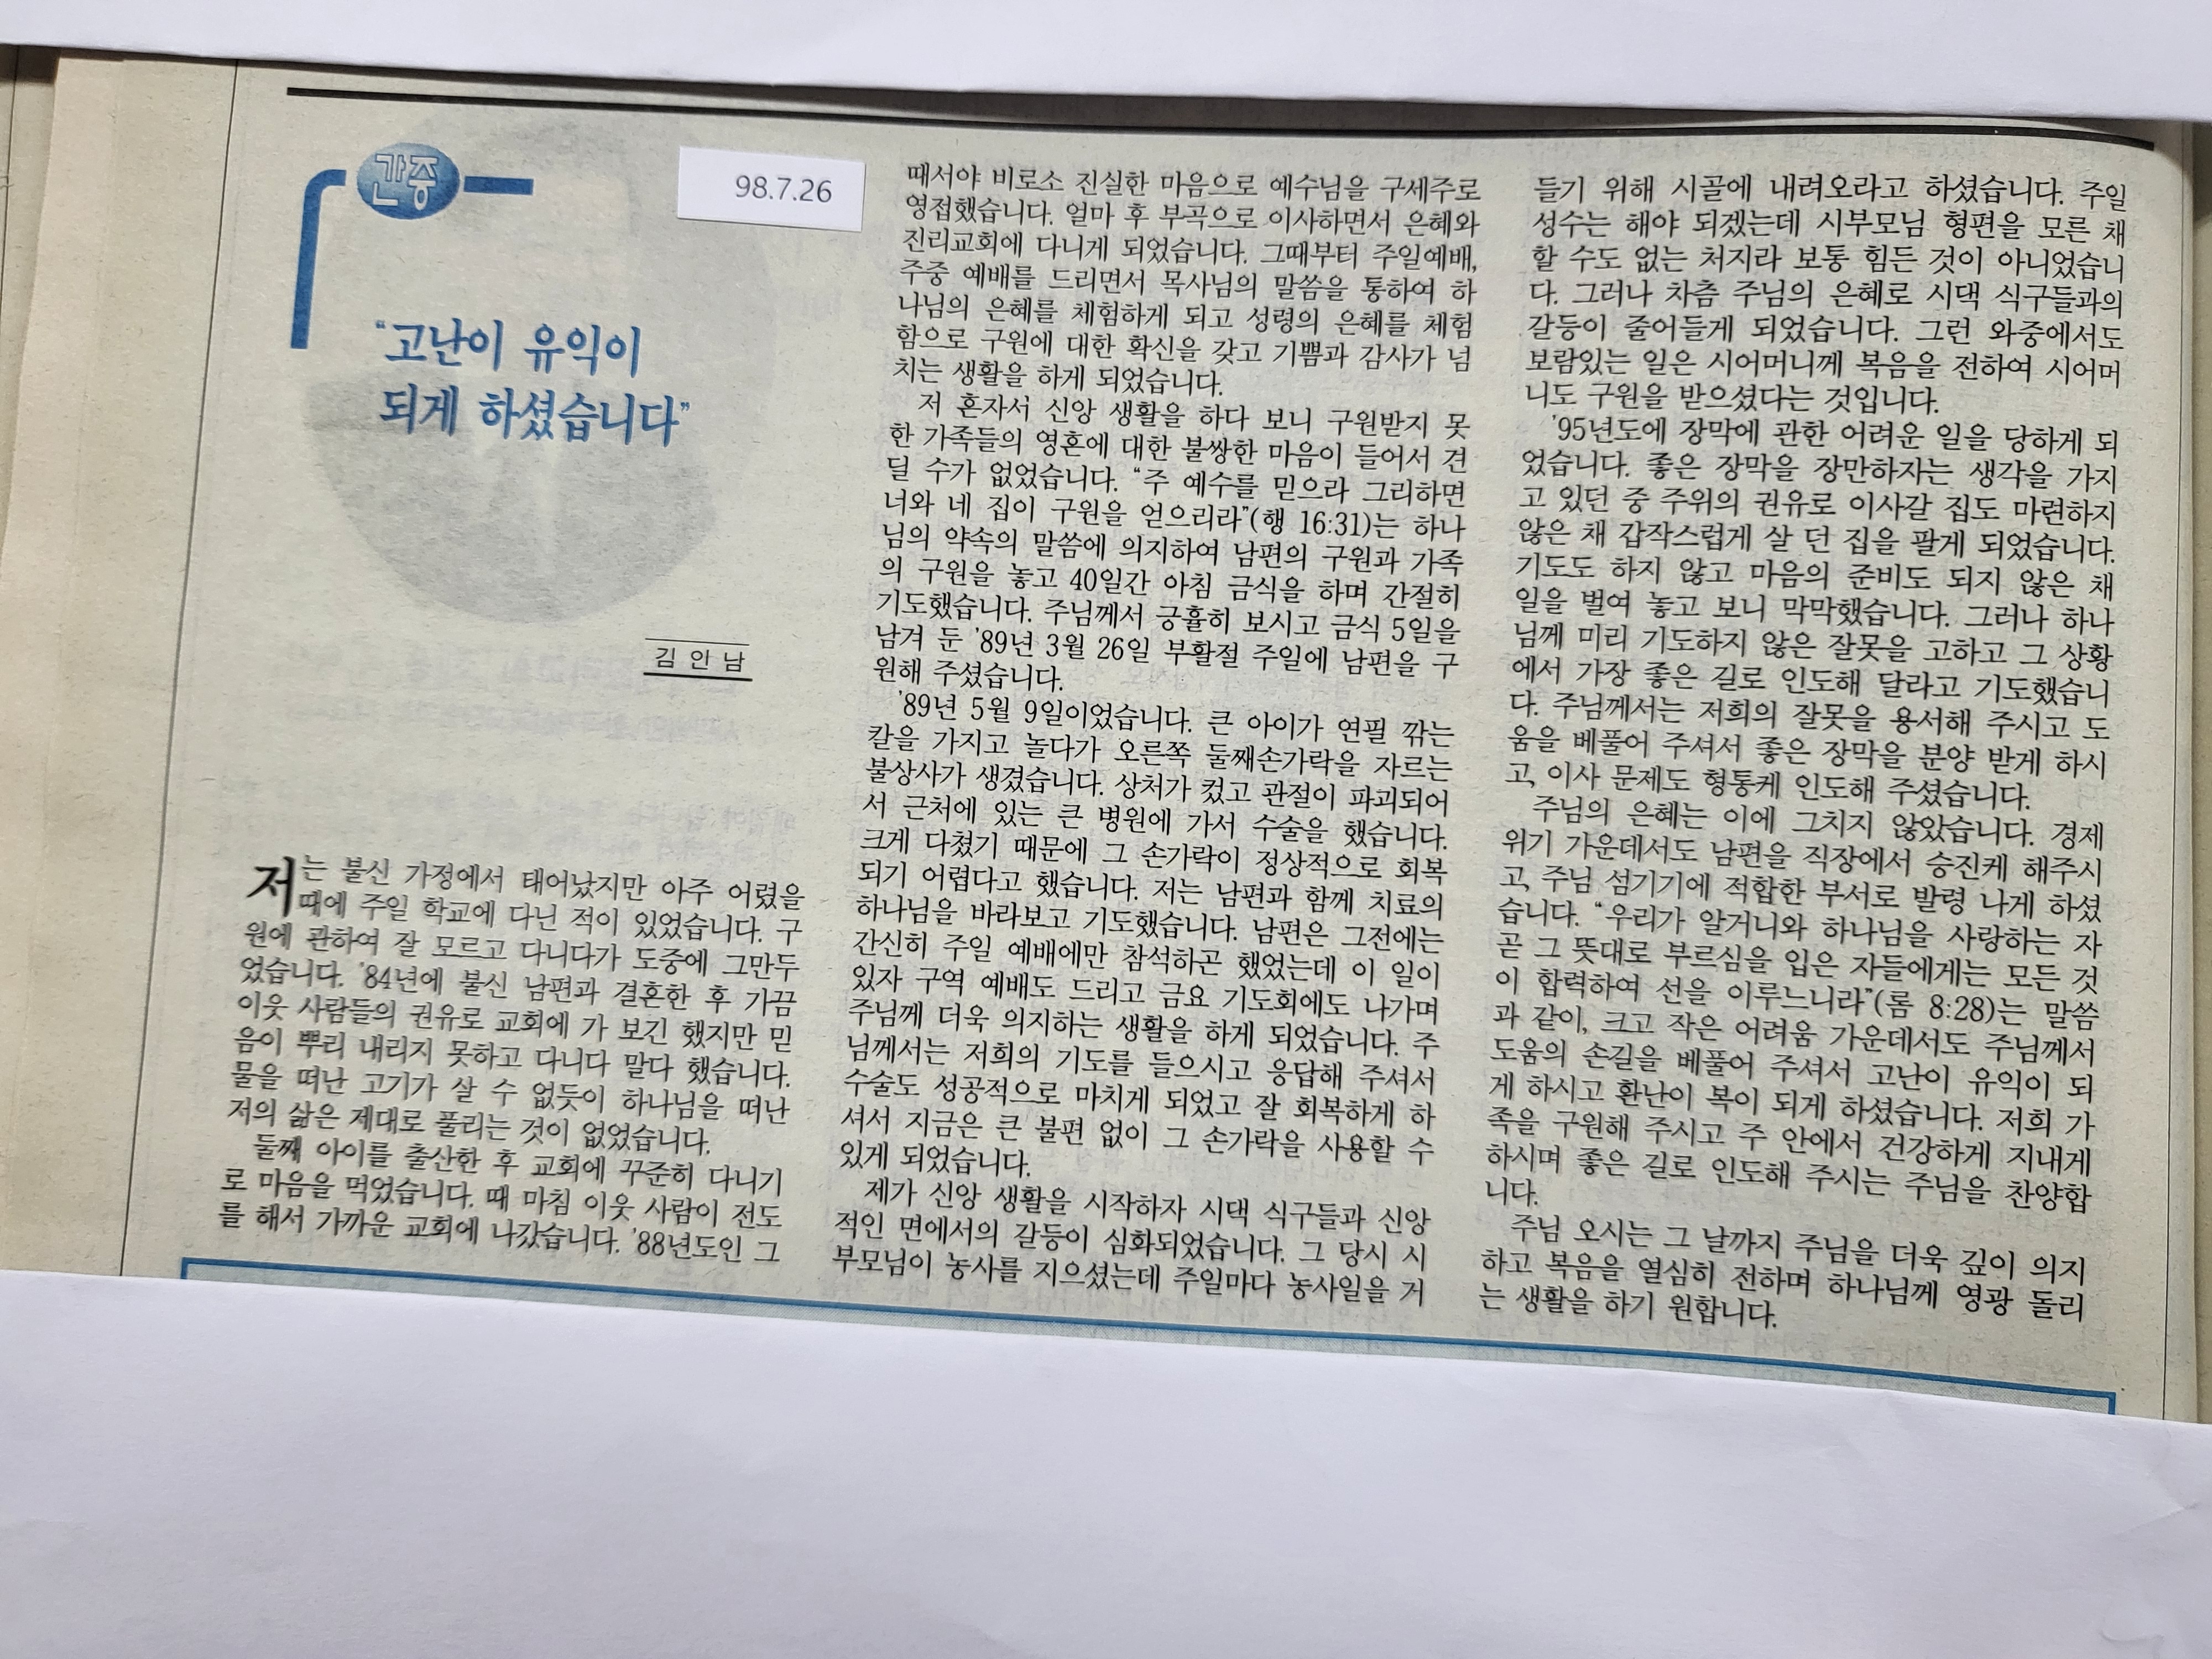 간증
98.7.26
“고난이 유익이
되게 하셨습니다”
김 안 남
저는 불신 가정에서 태어났지만 아주 어렸을
때에 주일 학교에 다닌 적이 있었습니다. 구
원에 관하여 잘 모르고 다니다가 도중에 그만두
었습니다. '84년에 불신 남편과 결혼한 후 가끔
이웃 사람들의 권유로 교회에 가 보긴 했지만 믿
음이 뿌리 내리지 못하고 다니다 말다 했습니다.
물을 떠난 고기가 살 수 없듯이 하나님을 떠난
저의 삶은 제대로 풀리는 것이 없었습니다.
둘째 아이를 출산한 후 교회에 꾸준히 다니기
로 마음을 먹었습니다. 때 마침 이웃 사람이 전도
를 해서 가까운 교회에 나갔습니다. '88년도인 그
때서야 비로소 진실한 마음으로 예수님을 구세주로
영접했습니다. 얼마 후 부곡으로 이사하면서 은혜와
진리교회에 다니게 되었습니다. 그때부터 주일예배,
주중 예배를 드리면서 목사님의 말씀을 통하여 하
나님의 은혜를 체험하게 되고 성령의 은혜를 체험
함으로 구원에 대한 확신을 갖고 기쁨과 감사가 넘
치는 생활을 하게 되었습니다.
저 혼자서 신앙 생활을 하다 보니 구원받지 못
한 가족들의 영혼에 대한 불쌍한 마음이 들어서 견
딜 수가 없었습니다. “주 예수를 믿으라 그리하면
너와 네 집이 구원을 얻으리라”(행 16:31)는 하나
님의 약속의 말씀에 의지하여 남편의 구원과 가족
의 구원을 놓고 40일간 아침 금식을 하며 간절히
기도했습니다. 주님께서 긍휼히 보시고 금식 5일을
남겨 둔 '89년 3월 26일 부활절 주일에 남편을 구
원해 주셨습니다.
'89년 5월 9일이었습니다. 큰 아이가 연필 깎는
칼을 가지고 놀다가 오른쪽 둘째손가락을 자르는
불상사가 생겼습니다. 상처가 컸고 관절이 파괴되어
서 근처에 있는 큰 병원에 가서 수술을 했습니다.
크게 다쳤기 때문에 그 손가락이 정상적으로 회복
되기 어렵다고 했습니다. 저는 남편과 함께 치료의
하나님을 바라보고 기도했습니다. 남편은 그전에는
간신히 주일 예배에만 참석하곤 했었는데 이 일이
있자 구역 예배도 드리고 금요 기도회에도 나가며
주님께 더욱 의지하는 생활을 하게 되었습니다. 주
님께서는 저희의 기도를 들으시고 응답해 주셔서
수술도 성공적으로 마치게 되었고 잘 회복하게 하
셔서 지금은 큰 불편 없이 그 손가락을 사용할 수
있게 되었습니다.
제가 신앙 생활을 시작하자 시댁 식구들과 신앙
적인 면에서의 갈등이 심화되었습니다. 그 당시 시
부모님이 농사를 지으셨는데 주일마다 농사일을 거
들기 위해 시골에 내려오라고 하셨습니다. 주일
성수는 해야 되겠는데 시부모님 형편을 모른 채
할 수도 없는 처지라 보통 힘든 것이 아니었습니
다. 그러나 차츰 주님의 은혜로 시댁 식구들과의
갈등이 줄어들게 되었습니다. 그런 와중에서도
보람있는 일은 시어머니께 복음을 전하여 시어머
니도 구원을 받으셨다는 것입니다.
'95년도에 장막에 관한 어려운 일을 당하게 되
었습니다. 좋은 장막을 장만하자는 생각을 가지
고 있던 중 주위의 권유로 이사갈 집도 마련하지
않은 채 갑작스럽게 살 던 집을 팔게 되었습니다.
기도도 하지 않고 마음의 준비도 되지 않은 채
일을 벌여 놓고 보니 막막했습니다. 그러나 하나
님께 미리 기도하지 않은 잘못을 고하고 그 상황
에서 가장 좋은 길로 인도해 달라고 기도했습니
다. 주님께서는 저희의 잘못을 용서해 주시고 도
움을 베풀어 주셔서 좋은 장막을 분양 받게 하시
고, 이사 문제도 형통케 인도해 주셨습니다.
주님의 은혜는 이에 그치지 않았습니다. 경제
위기 가운데서도 남편을 직장에서 승진케 해주시
고, 주님 섬기기에 적합한 부서로 발령 나게 하셨
습니다. “우리가 알거니와 하나님을 사랑하는 자
곧 그 뜻대로 부르심을 입은 자들에게는 모든 것
이 합력하여 선을 이루느니라”(롬 8:28)는 말씀
과 같이, 크고 작은 어려움 가운데서도 주님께서
도움의 손길을 베풀어 주셔서 고난이 유익이 되
게 하시고 환난이 복이 되게 하셨습니다. 저희 가
족을 구원해 주시고 주 안에서 건강하게 지내게
하시며 좋은 길로 인도해 주시는 주님을 찬양합
니다.
주님 오시는 그 날까지 주님을 더욱 깊이 의지
하고 복음을 열심히 전하며 하나님께 영광 돌리
는 생활을 하기 원합니다.